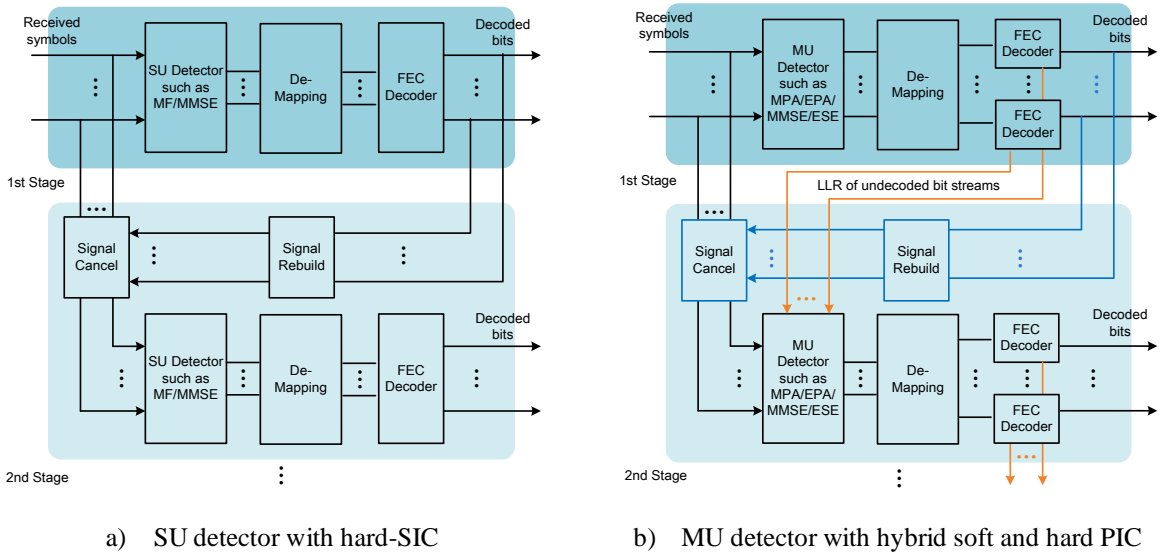 Received
symbols
SU Detector
such as
MF/MMSE
De-
Mapping
FEC
Decoder
Decoded
bits
1st Stage
Signal
Cancel
Signal
Rebuild
SU Detector
such as
MF/MMSE
De-
Mapping
FEC
Decoder
Decoded
bits
2nd Stage
a) SU detector with hard-SIC
Received
symbols
MU
Detector
such as
MPA/EPA/
MMSE/ESE
De-
Mapping
FEC
Decoder
FEC
Decoder
Decoded
bits
1st Stage
LLR of undecoded bit streams
Signal
Cancel
Signal
Rebuild
MU
Detector
such as
MPA/EPA/
MMSE/ESE
De-
Mapping
FEC
Decoder
FEC
Decoder
Decoded
bits
2nd Stage
b) MU detector with hybrid soft and hard PIC